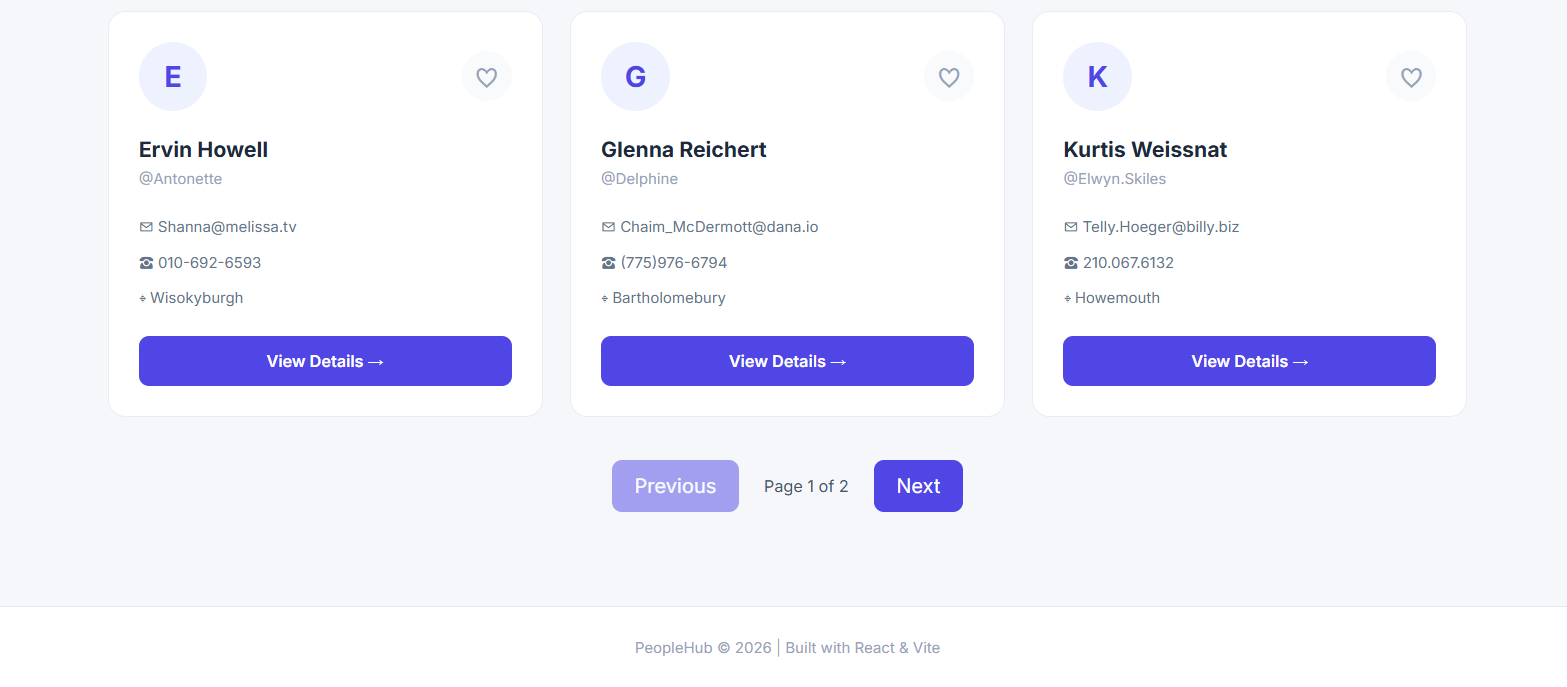 E
Ervin Howell
@Antonette
Shanna@melissa.tv
010-692-6593
Wisokyburgh
View Details →
G
Glenna Reichert
@Delphine
Chaim_McDermott@dana.io
(775)976-6794
Bartholomebury
View Details →
K
Kurtis Weissnat
@Elwyn.Skiles
Telly.Hoeger@billy.biz
210.067.6132
Howemouth
View Details →
Previous Page 1 of 2 Next
PeopleHub © 2026 | Built with React & Vite